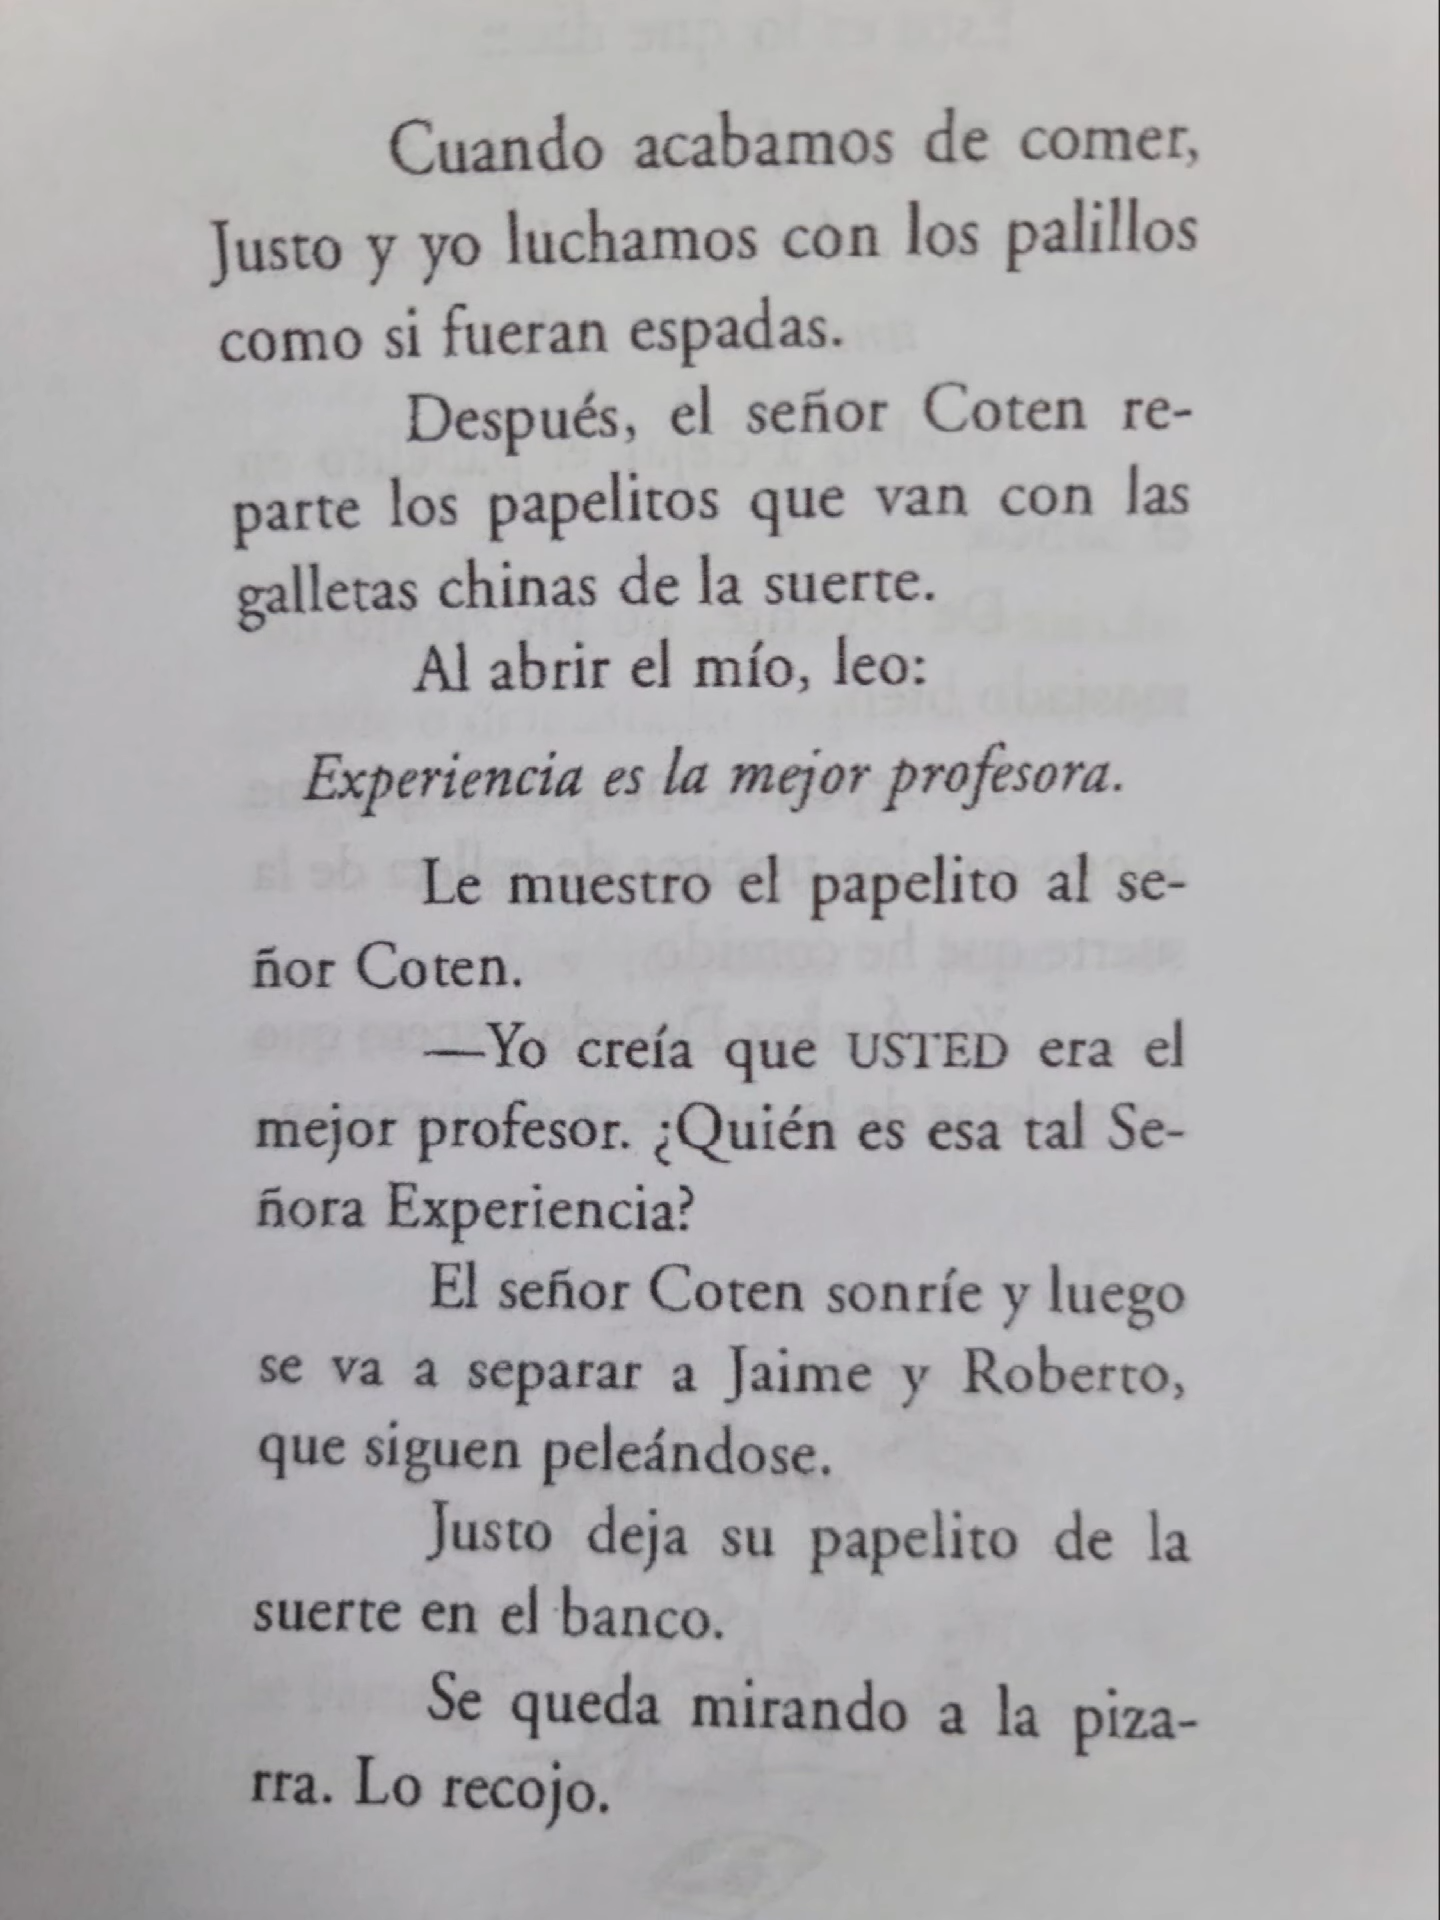 Cuando acabamos de comer,
Justo y yo luchamos con los palillos
como si fueran espadas.
Después, el señor Coten re-
parte los papelitos que van con las
galletas chinas de la suerte.
Al abrir el mío, leo:
Experiencia es la mejor profesora.
Le muestro el papelito al se-
ñor Coten.
—Yo creía que USTED era el
mejor profesor. ¿Quién es esa tal Se-
ñora Experiencia?
El señor Coten sonríe y luego
se va a separar a Jaime y Roberto,
que siguen peleándose.
Justo deja su papelito de la
suerte en el banco.
Se queda mirando a la piza-
rra. Lo recojo.